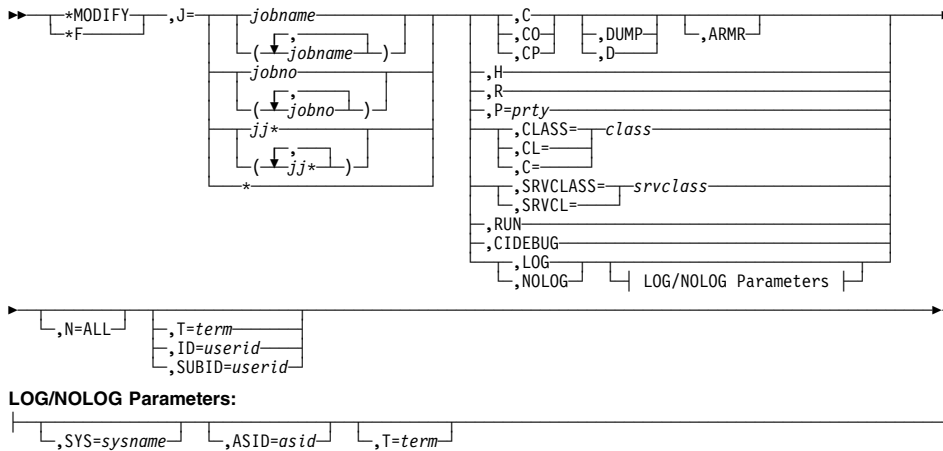 *MODIFY ,J= jobname ,C
*F , ,CO ,DUMP ,ARMR
( jobname ) ,CP ,D
jobno ,H
, ,R
( jobno ) ,P=prty
jj* ,CLASS= class
, ,CL=
( jj* ) ,C=
* ,SRVCLASS= srvclass
,SRVCL=
,RUN
,CIDEBUG
,LOG
,NOLOG LOG/NOLOG Parameters
,N=ALL ,T=term
,ID=userid
,SUBID=userid
LOG/NOLOG Parameters:
,SYS=sysname ,ASID=asid ,T=term